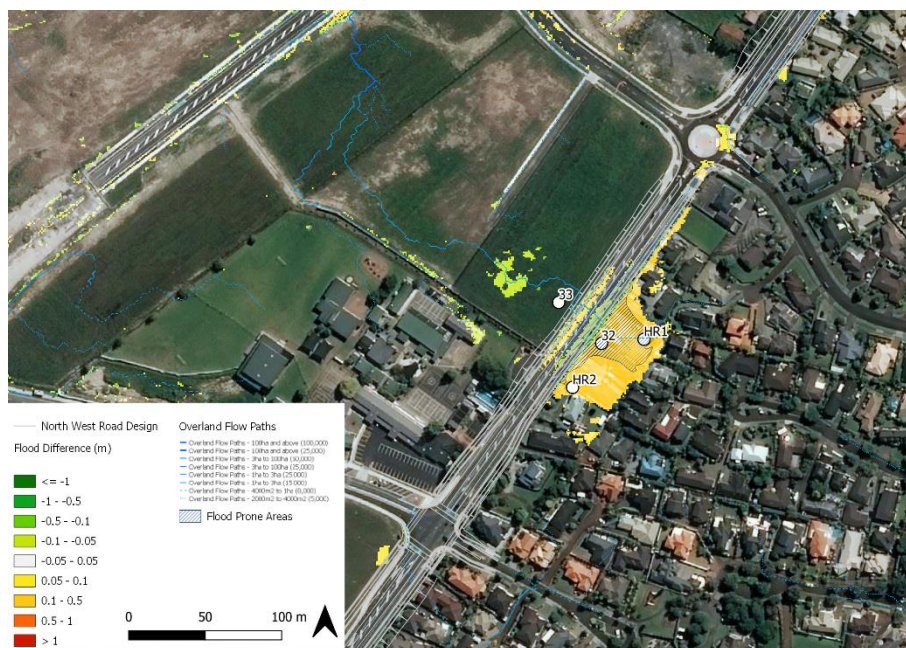 33
32
HR1
HR2
North West Road Design
Flood Difference (m)
<= -1
-1 - -0.5
-0.5 - -0.1
-0.1 - -0.05
-0.05 - 0.05
0.05 - 0.1
0.1 - 0.5
0.5 - 1
> 1
Overland Flow Paths
Overland Flow Paths - 100ha and above (100,000)
Overland Flow Paths - 100ha and above (25,000)
Overland Flow Paths - 3ha to 100ha (50,000)
Overland Flow Paths - 3ha to 100ha (25,000)
Overland Flow Paths - 1ha to 3ha (25,000)
Overland Flow Paths - 1ha to 3ha (15,000)
Overland Flow Paths - 4000m2 to 1ha (8,000)
Overland Flow Paths - 2000m2 to 4000m2 (5,000)
Flood Prone Areas
0
50
100 m